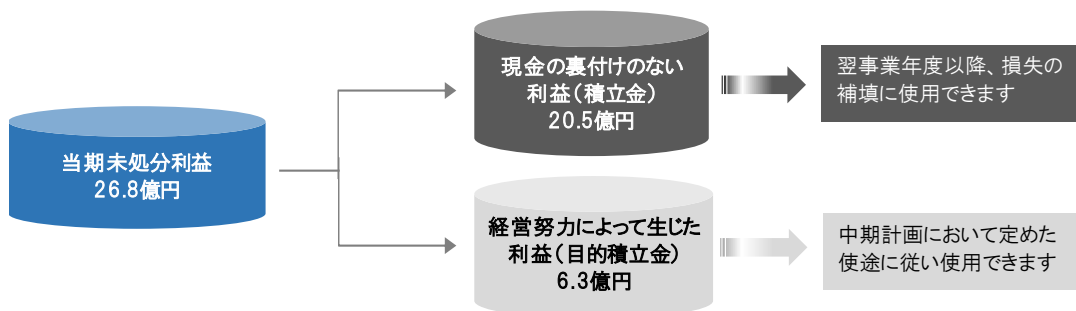 当期未処分利益
26.8億円
現金の裏付けのない
利益(積立金)
20.5億円
翌事業年度以降、損失の
補填に使用できます
経営努力によって生じた
利益(目的積立金)
6.3億円
中期計画において定めた
使途に従い使用できます